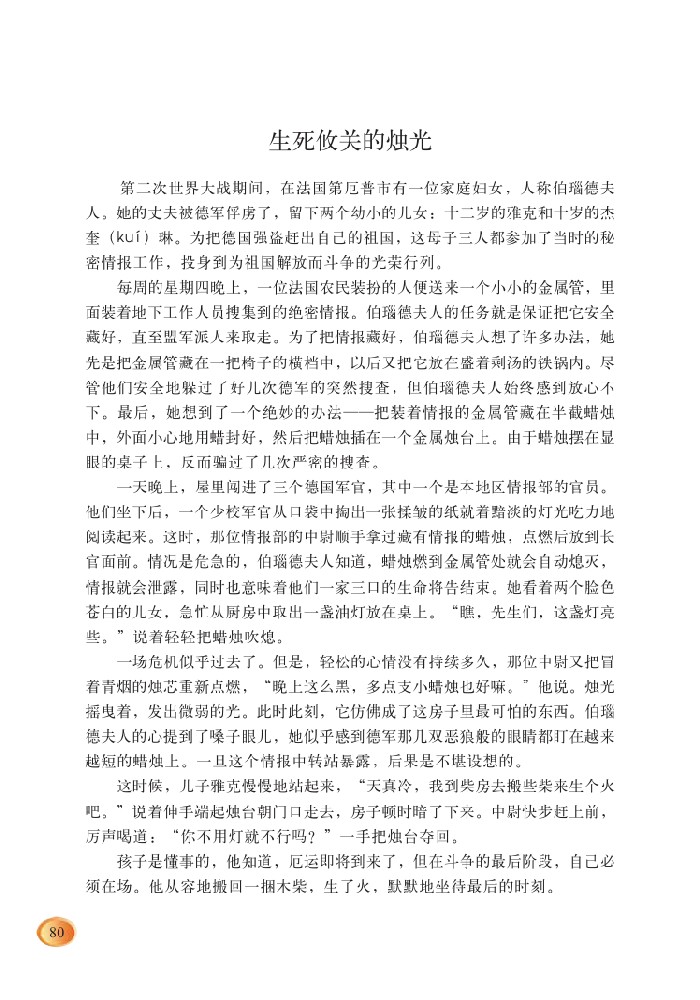 生死攸关的烛光
第二次世界大战期间，在法国第厄普市有一位家庭妇女，人称伯瑙德夫
人。她的丈夫被德军俘虏了，留下两个幼小的儿女：十二岁的雅克和十岁的杰
奎（kuí）琳。为把德国强盗赶出自己的祖国，这母子三人都参加了当时的秘
密情报工作，投身到为祖国解放而斗争的光荣行列。
每周的星期四晚上，一位法国农民装扮的人便送来一个小小的金属管，里
面装着地下工作人员搜集到的绝密情报。伯瑙德夫人的任务就是保证把它安全
藏好，直至盟军派人来取走。为了把情报藏好，伯瑙德夫人想了许多办法，她
先是把金属管藏在一把椅子的横档中，以后又把它放在盛着剩汤的铁锅内。尽
管他们安全地躲过了好几次德军的突然搜查，但伯瑙德夫人始终感到放心不
下。最后，她想到了一个绝妙的办法——把装着情报的金属管藏在半截蜡烛
中，外面小心地用蜡封好，然后把蜡烛插在一个金属烛台上。由于蜡烛摆在显
眼的桌子上，反而骗过了几次严密的搜查。
一天晚上，屋里闯进了三个德国军官，其中一个是本地区情报部的官员。
他们坐下后，一个少校军官从口袋中掏出一张揉皱的纸就着黯淡的灯光吃力地
阅读起来。这时，那位情报部的中尉顺手拿过藏有情报的蜡烛，点燃后放到长
官面前。情况是危急的，伯瑙德夫人知道，蜡烛燃到金属管处就会自动熄灭，
情报就会泄露，同时也意味着他们一家三口的生命将告结束。她看着两个脸色
苍白的儿女，急忙从厨房中取出一盏油灯放在桌上。“瞧，先生们，这盏灯亮
些。”说着轻轻把蜡烛吹熄。
一场危机似乎过去了。但是，轻松的心情没有持续多久，那位中尉又把冒
着青烟的烛芯重新点燃，“晚上这么黑，多点支小蜡烛也好嘛。”他说。烛光
摇曳着，发出微弱的光。此时此刻，它仿佛成了这房子里最可怕的东西。伯瑙
德夫人的心提到了嗓子眼儿，她似乎感到德军那几双恶狼般的眼睛都盯在越来
越短的蜡烛上。一旦这个情报中转站暴露，后果是不堪设想的。
这时候，儿子雅克慢慢地站起来，“天真冷，我到柴房去搬些柴来生个火
吧。”说着伸手端起烛台朝门口走去，房子顿时暗了下来。中尉快步赶上前，
厉声喝道：“你不用灯就不行吗？”一手把烛台夺回。
孩子是懂事的，他知道，厄运即将到来了，但在斗争的最后阶段，自己必
须在场。他从容地搬回一捆木柴，生了火，默默地坐待最后的时刻。
80